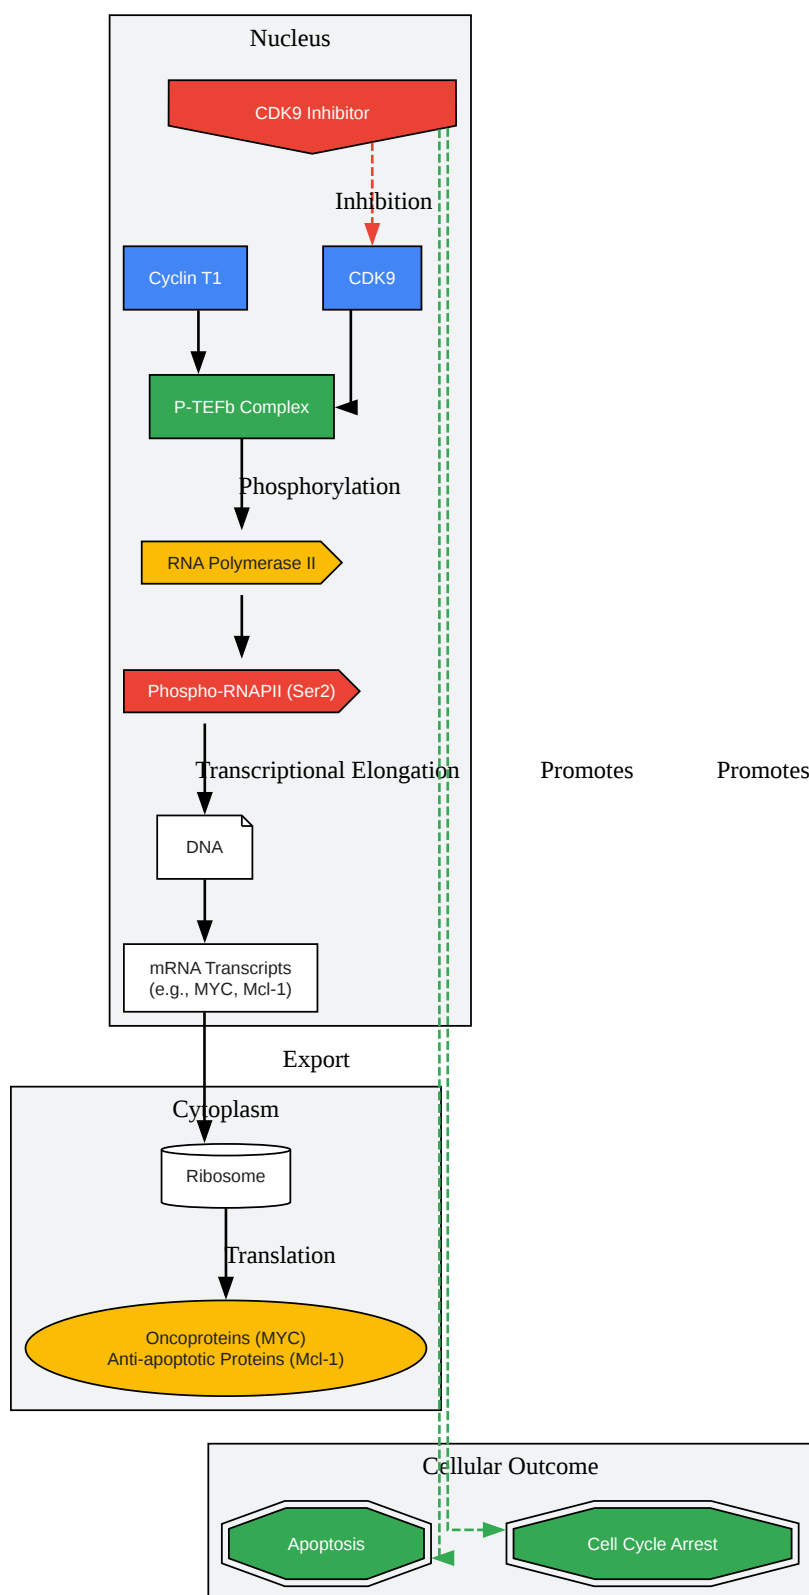 Nucleus
CDK9 Inhibitor
Inhibition
Cyclin T1
CDK9
P-TEFb Complex
Phosphorylation
RNA Polymerase II
Phospho-RNAPII (Ser2)
Transcriptional Elongation
Promotes
Promotes
DNA
mRNA Transcripts
(e.g., MYC, Mcl-1)
Export
Cytoplasm
Ribosome
Translation
Oncoproteins (MYC)
Anti-apoptotic Proteins (Mcl-1)
Cellular Outcome
Apoptosis
Cell Cycle Arrest